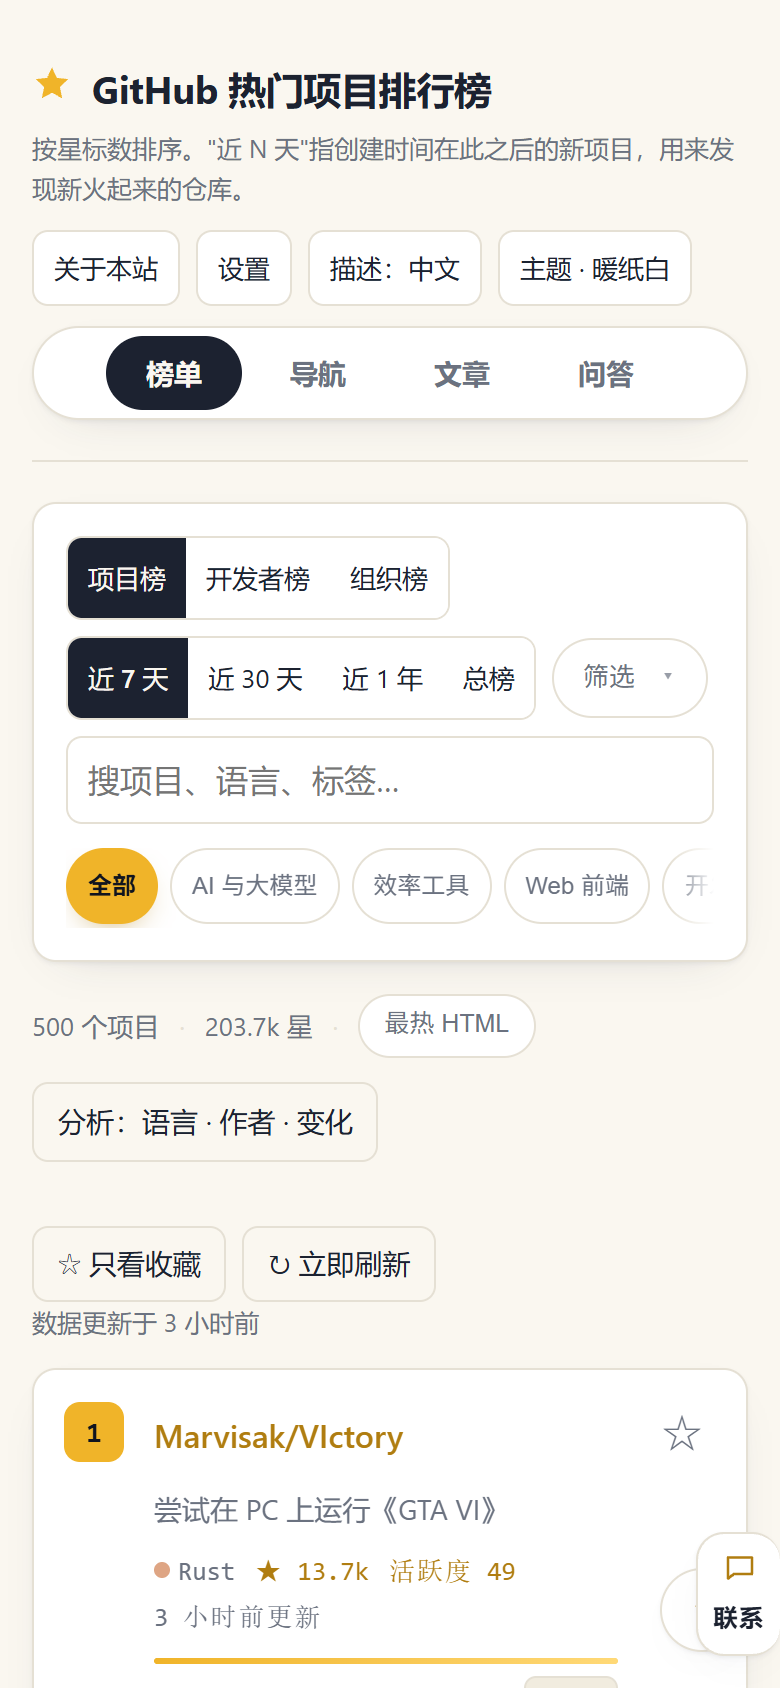 GitHub 热门项目排行榜
按星标数排序。"近 N 天"指创建时间在此之后的新项目，用来发
现新火起来的仓库。
关于本站 设置 描述：中文 主题 · 暖纸白
榜单 导航 文章 问答
项目榜 开发者榜 组织榜
近 7 天 近 30 天 近 1 年 总榜 筛选 ▾
搜项目、语言、标签...
全部 AI 与大模型 效率工具 Web 前端 开
500 个项目 · 203.7k 星 · 最热 HTML
分析：语言 · 作者 · 变化
☆ 只看收藏 ↻ 立即刷新
数据更新于 3 小时前
1 Marvisak/VIctory ☆
尝试在 PC 上运行《GTA VI》
Rust ★ 13.7k 活跃度 49
3 小时前更新
联系